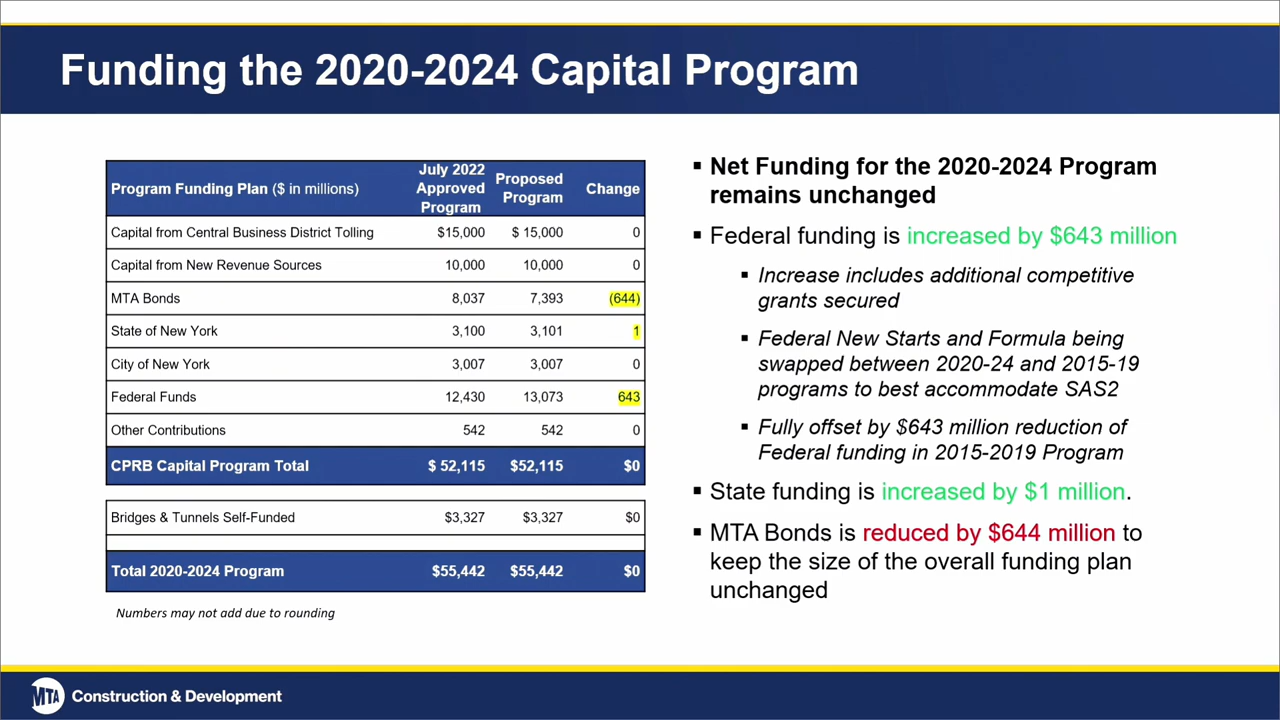 Funding the 2020-2024 Capital Program
Program Funding Plan ($ in millions) July 2022 Approved Program Proposed Program Change
Capital from Central Business District Tolling $15,000 $ 15,000 0
Capital from New Revenue Sources 10,000 10,000 0
MTA Bonds 8,037 7,393 (644)
State of New York 3,100 3,101 1
City of New York 3,007 3,007 0
Federal Funds 12,430 13,073 643
Other Contributions 542 542 0
CPRB Capital Program Total $ 52,115 $52,115 $0
Bridges & Tunnels Self-Funded $3,327 $3,327 $0
Total 2020-2024 Program $55,442 $55,442 $0
Numbers may not add due to rounding
▪ Net Funding for the 2020-2024 Program
remains unchanged
▪ Federal funding is increased by $643 million
▪ Increase includes additional competitive
grants secured
▪ Federal New Starts and Formula being
swapped between 2020-24 and 2015-19
programs to best accommodate SAS2
▪ Fully offset by $643 million reduction of
Federal funding in 2015-2019 Program
▪ State funding is increased by $1 million.
▪ MTA Bonds is reduced by $644 million to
keep the size of the overall funding plan
unchanged
MTA Construction & Development